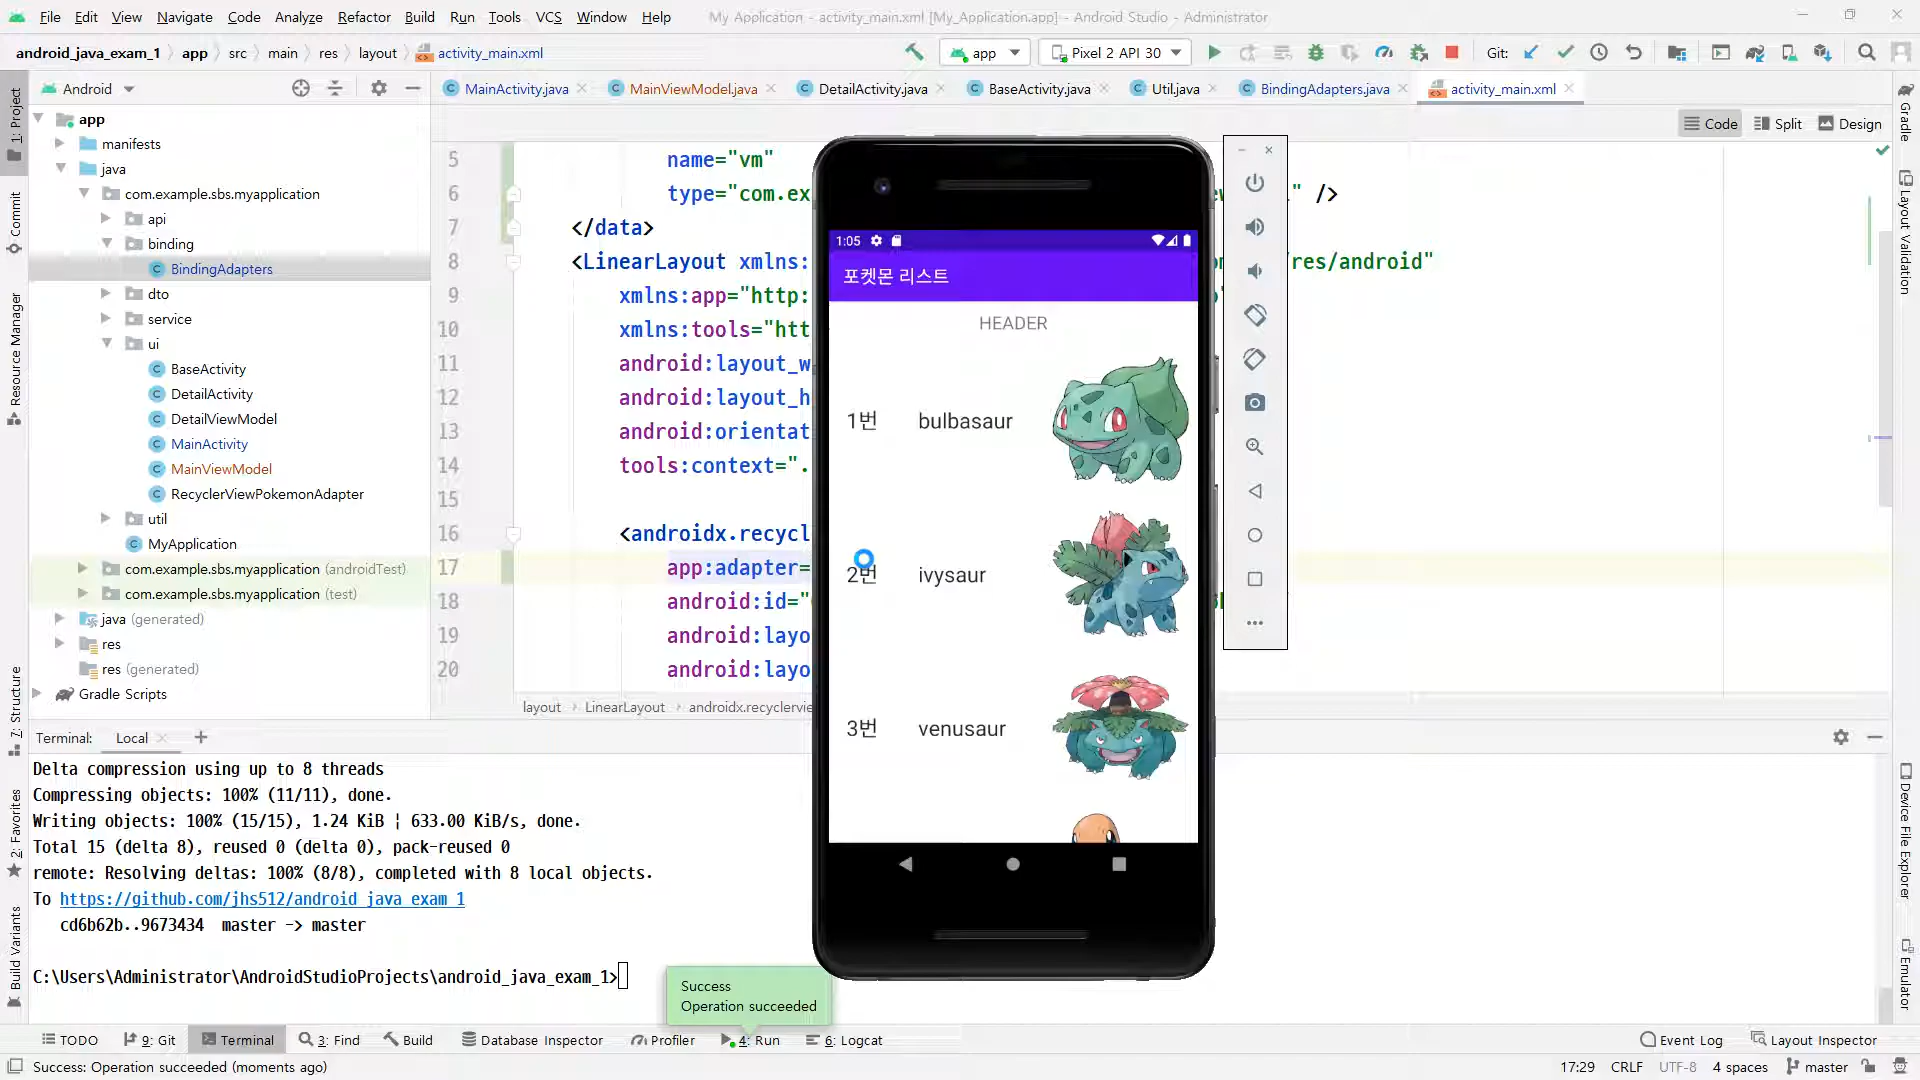 File Edit View Navigate Code Analyze Refactor Build Run Tools VCS Window Help My Application - activity_main.xml [My_Application.app] - Android Studio - Administrator
android_java_exam_1 app src main res layout activity_main.xml app Pixel 2 API 30 Git:
Android MainActivity.java MainViewModel.java DetailActivity.java BaseActivity.java Util.java BindingAdapters.java activity_main.xml
Code Split Design
1: Project
Commit
Resource Manager
7: Structure
2: Favorites
Build Variants
app
manifests
java
com.example.sbs.myapplication
api
binding
BindingAdapters
dto
service
ui
BaseActivity
DetailActivity
DetailViewModel
MainActivity
MainViewModel
RecyclerViewPokemonAdapter
util
MyApplication
com.example.sbs.myapplication (androidTest)
com.example.sbs.myapplication (test)
java (generated)
res
res (generated)
Gradle Scripts
5 name="vm"
6 type="com.ex " />
7 </data>
8 <LinearLayout xmlns: /res/android"
9 xmlns:app="http:
10 xmlns:tools="htt
11 android:layout_w
12 android:layout_h
13 android:orientat
14 tools:context=".
15
16 <androidx.recycl
17 app:adapter=
18 android:id="
19 android:layo
20 android:layo
layout LinearLayout androidx.recyclervie
1:05
포켓몬 리스트
HEADER
1번 bulbasaur
2번 ivysaur
3번 venusaur
Gradle
Layout Validation
Device File Explorer
Emulator
Terminal: Local
Delta compression using up to 8 threads
Compressing objects: 100% (11/11), done.
Writing objects: 100% (15/15), 1.24 KiB ¦ 633.00 KiB/s, done.
Total 15 (delta 8), reused 0 (delta 0), pack-reused 0
remote: Resolving deltas: 100% (8/8), completed with 8 local objects.
To https://github.com/jhs512/android_java_exam_1
cd6b62b..9673434 master -> master
C:\Users\Administrator\AndroidStudioProjects\android_java_exam_1>
Success
Operation succeeded
TODO 9: Git Terminal 3: Find Build Database Inspector Profiler 4: Run 6: Logcat Event Log Layout Inspector
Success: Operation succeeded (moments ago) 17:29 CRLF UTF-8 4 spaces master